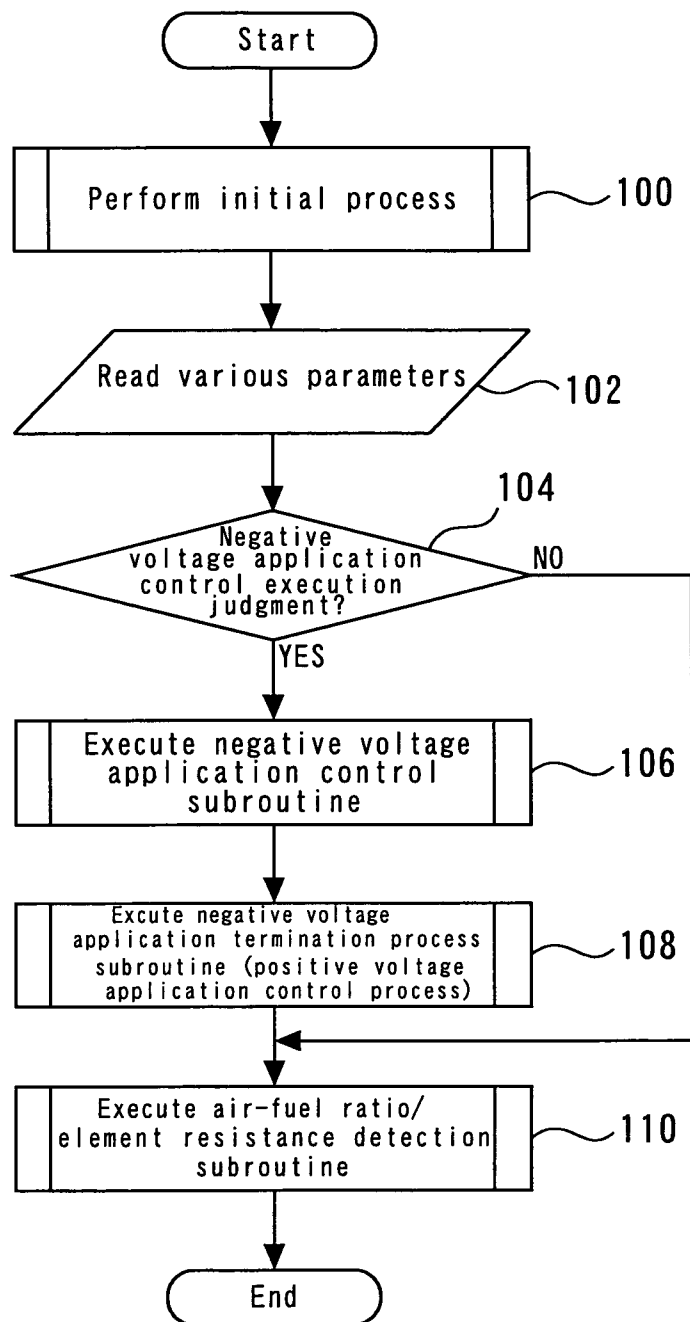 Start
Perform initial process
100
Read various parameters
102
104
Negative
voltage application
control execution
judgment?
NO
YES
Execute negative voltage
application control
subroutine
106
Excute negative voltage
application termination process
subroutine (positive voltage
application control process)
108
Execute air-fuel ratio/
element resistance detection
subroutine
110
End